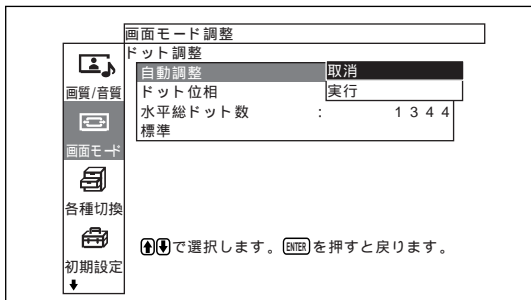 画面モード調整
ドット調整
自動調整 取消
ドット位相 実行
水平総ドット数 : 1344
標準
画質/音質
画面モード
各種切換
初期設定
で選択します。ENTERを押すと戻ります。